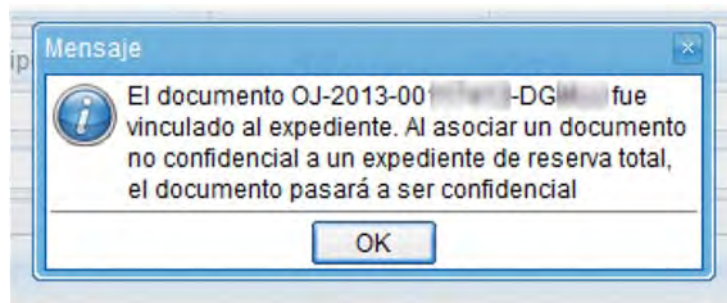 Mensaje
El documento OJ-2013-00 -DG fue
vinculado al expediente. Al asociar un documento
no confidencial a un expediente de reserva total,
el documento pasará a ser confidencial
OK